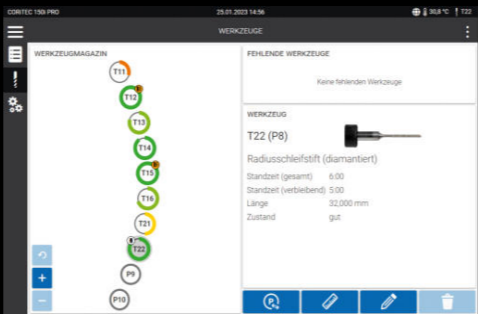 CORiTEC 150i PRO
25.01.2023 14:56
30,8 °C
T22
WERKZEUGE
WERKZEUGMAGAZIN
T11
T12
T13
T14
T15
T16
T21
T22
P9
P10
FEHLENDE WERKZEUGE
Keine fehlenden Werkzeuge
WERKZEUG
T22 (P8)
Radiusschleifstift (diamantiert)
Standzeit (gesamt) 6:00
Standzeit (verbleibend) 5:00
Länge 32,000 mm
Zustand gut